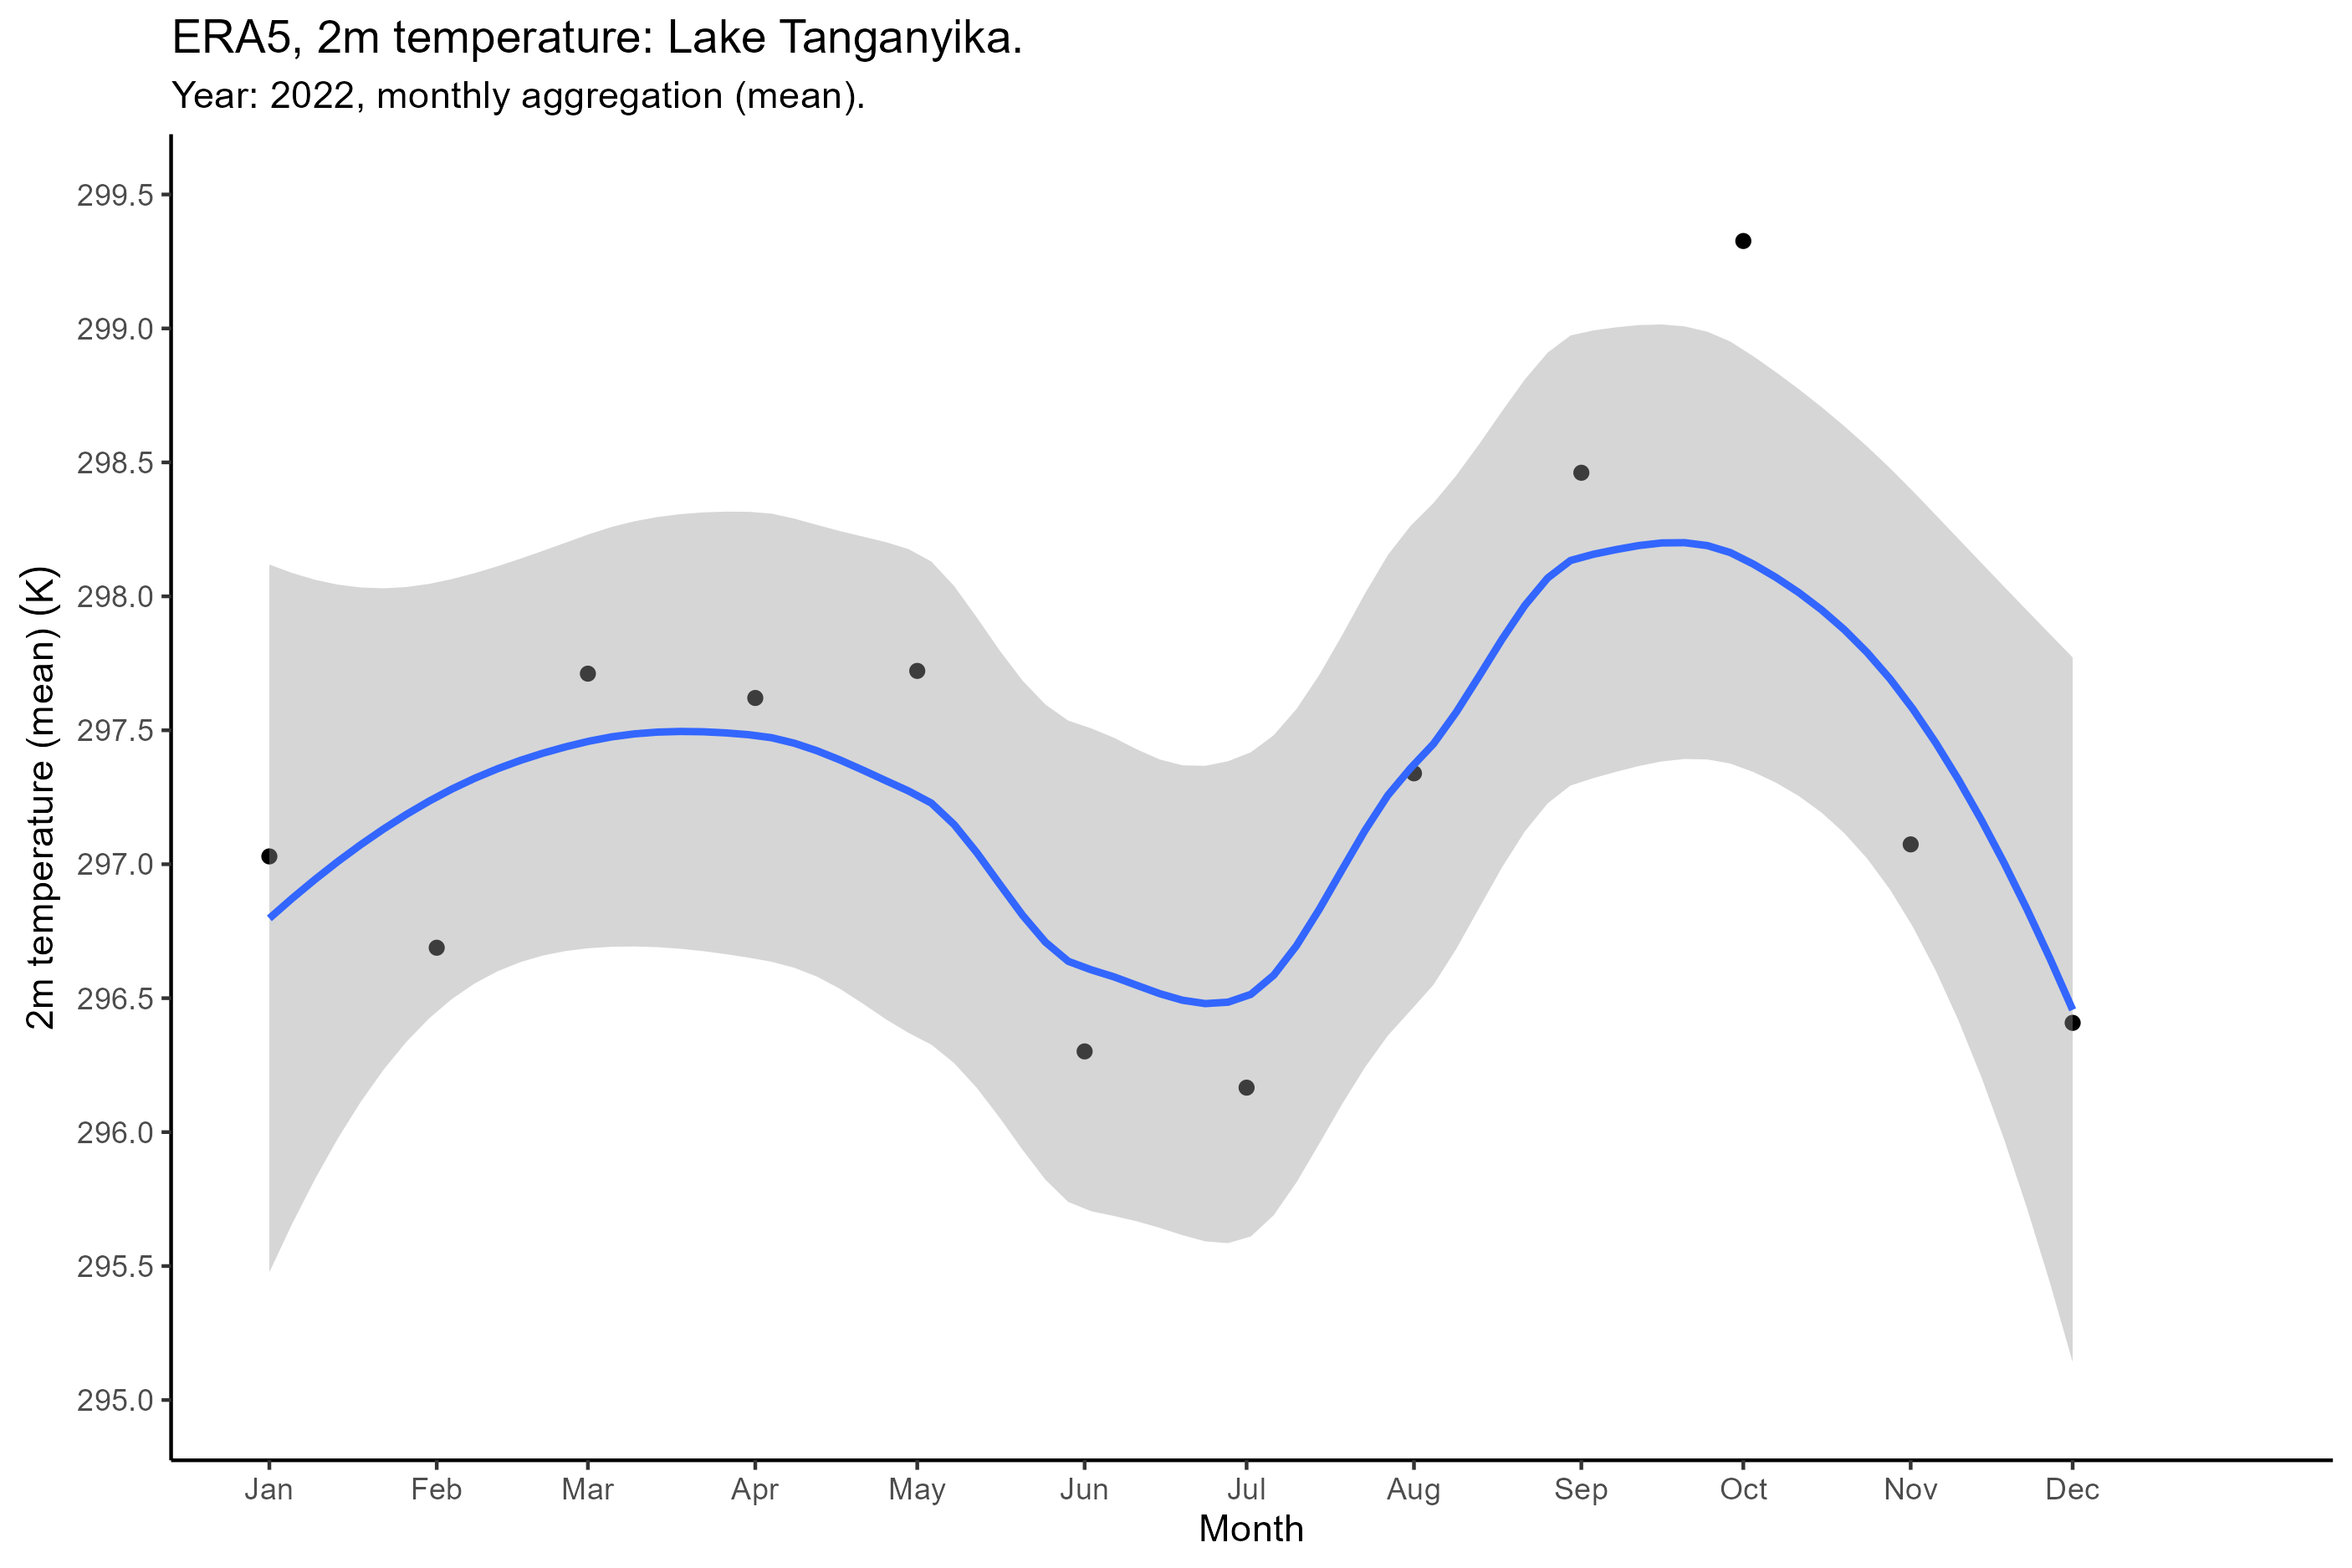 ERA5, 2m temperature: Lake Tanganyika.
Year: 2022, monthly aggregation (mean).
2m temperature (mean) (K)
299.5
299.0
298.5
298.0
297.5
297.0
296.5
296.0
295.5
295.0
Jan Feb Mar Apr May Jun Jul Aug Sep Oct Nov Dec
Month